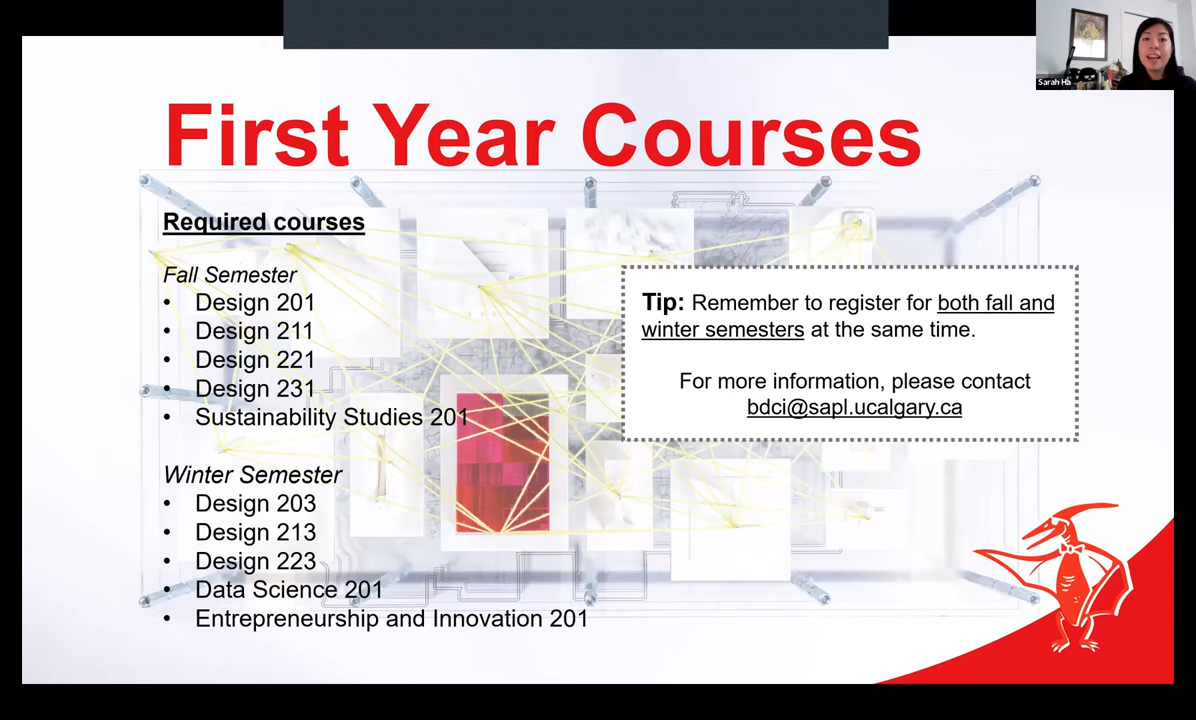 First Year Courses
Sarah Ha
Required courses
Fall Semester
• Design 201
• Design 211
• Design 221
• Design 231
• Sustainability Studies 201
Winter Semester
• Design 203
• Design 213
• Design 223
• Data Science 201
• Entrepreneurship and Innovation 201
Tip: Remember to register for both fall and
winter semesters at the same time.
For more information, please contact
bdci@sapl.ucalgary.ca